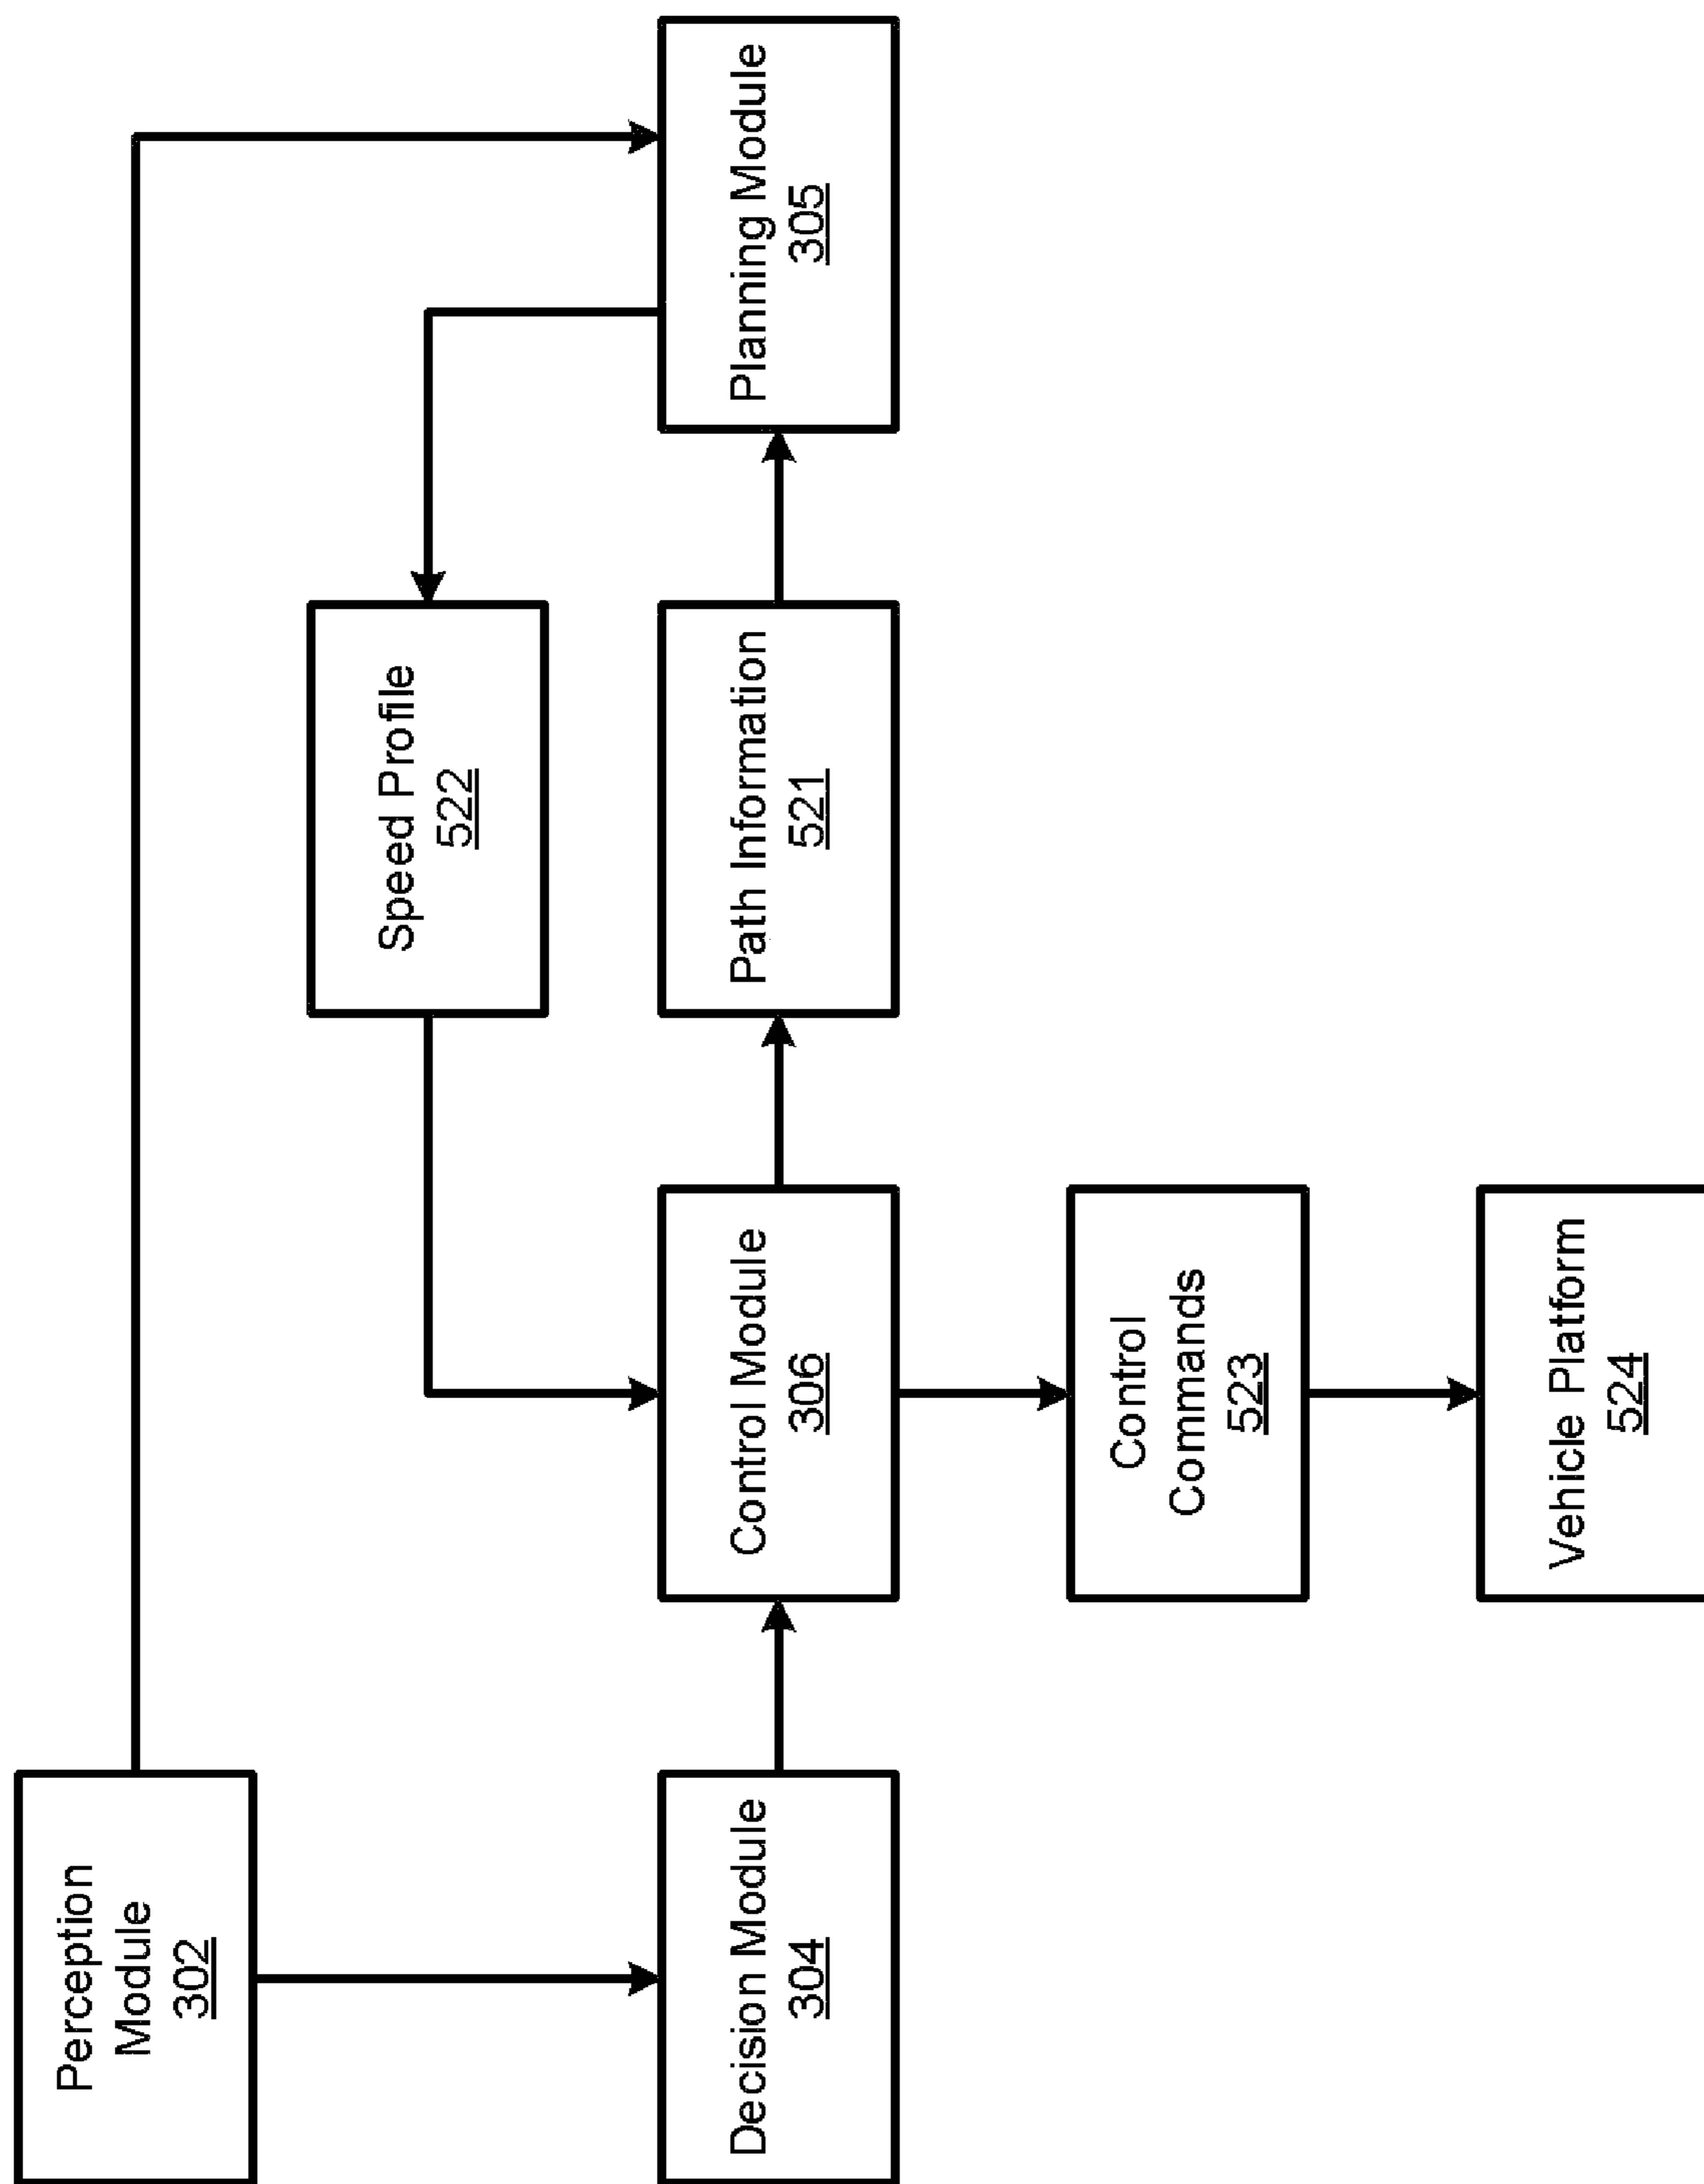 Perception
Module
302
Speed Profile
522
Decision Module
304
Control Module
306
Path Information
521
Planning Module
305
Control
Commands
523
Vehicle Platform
524